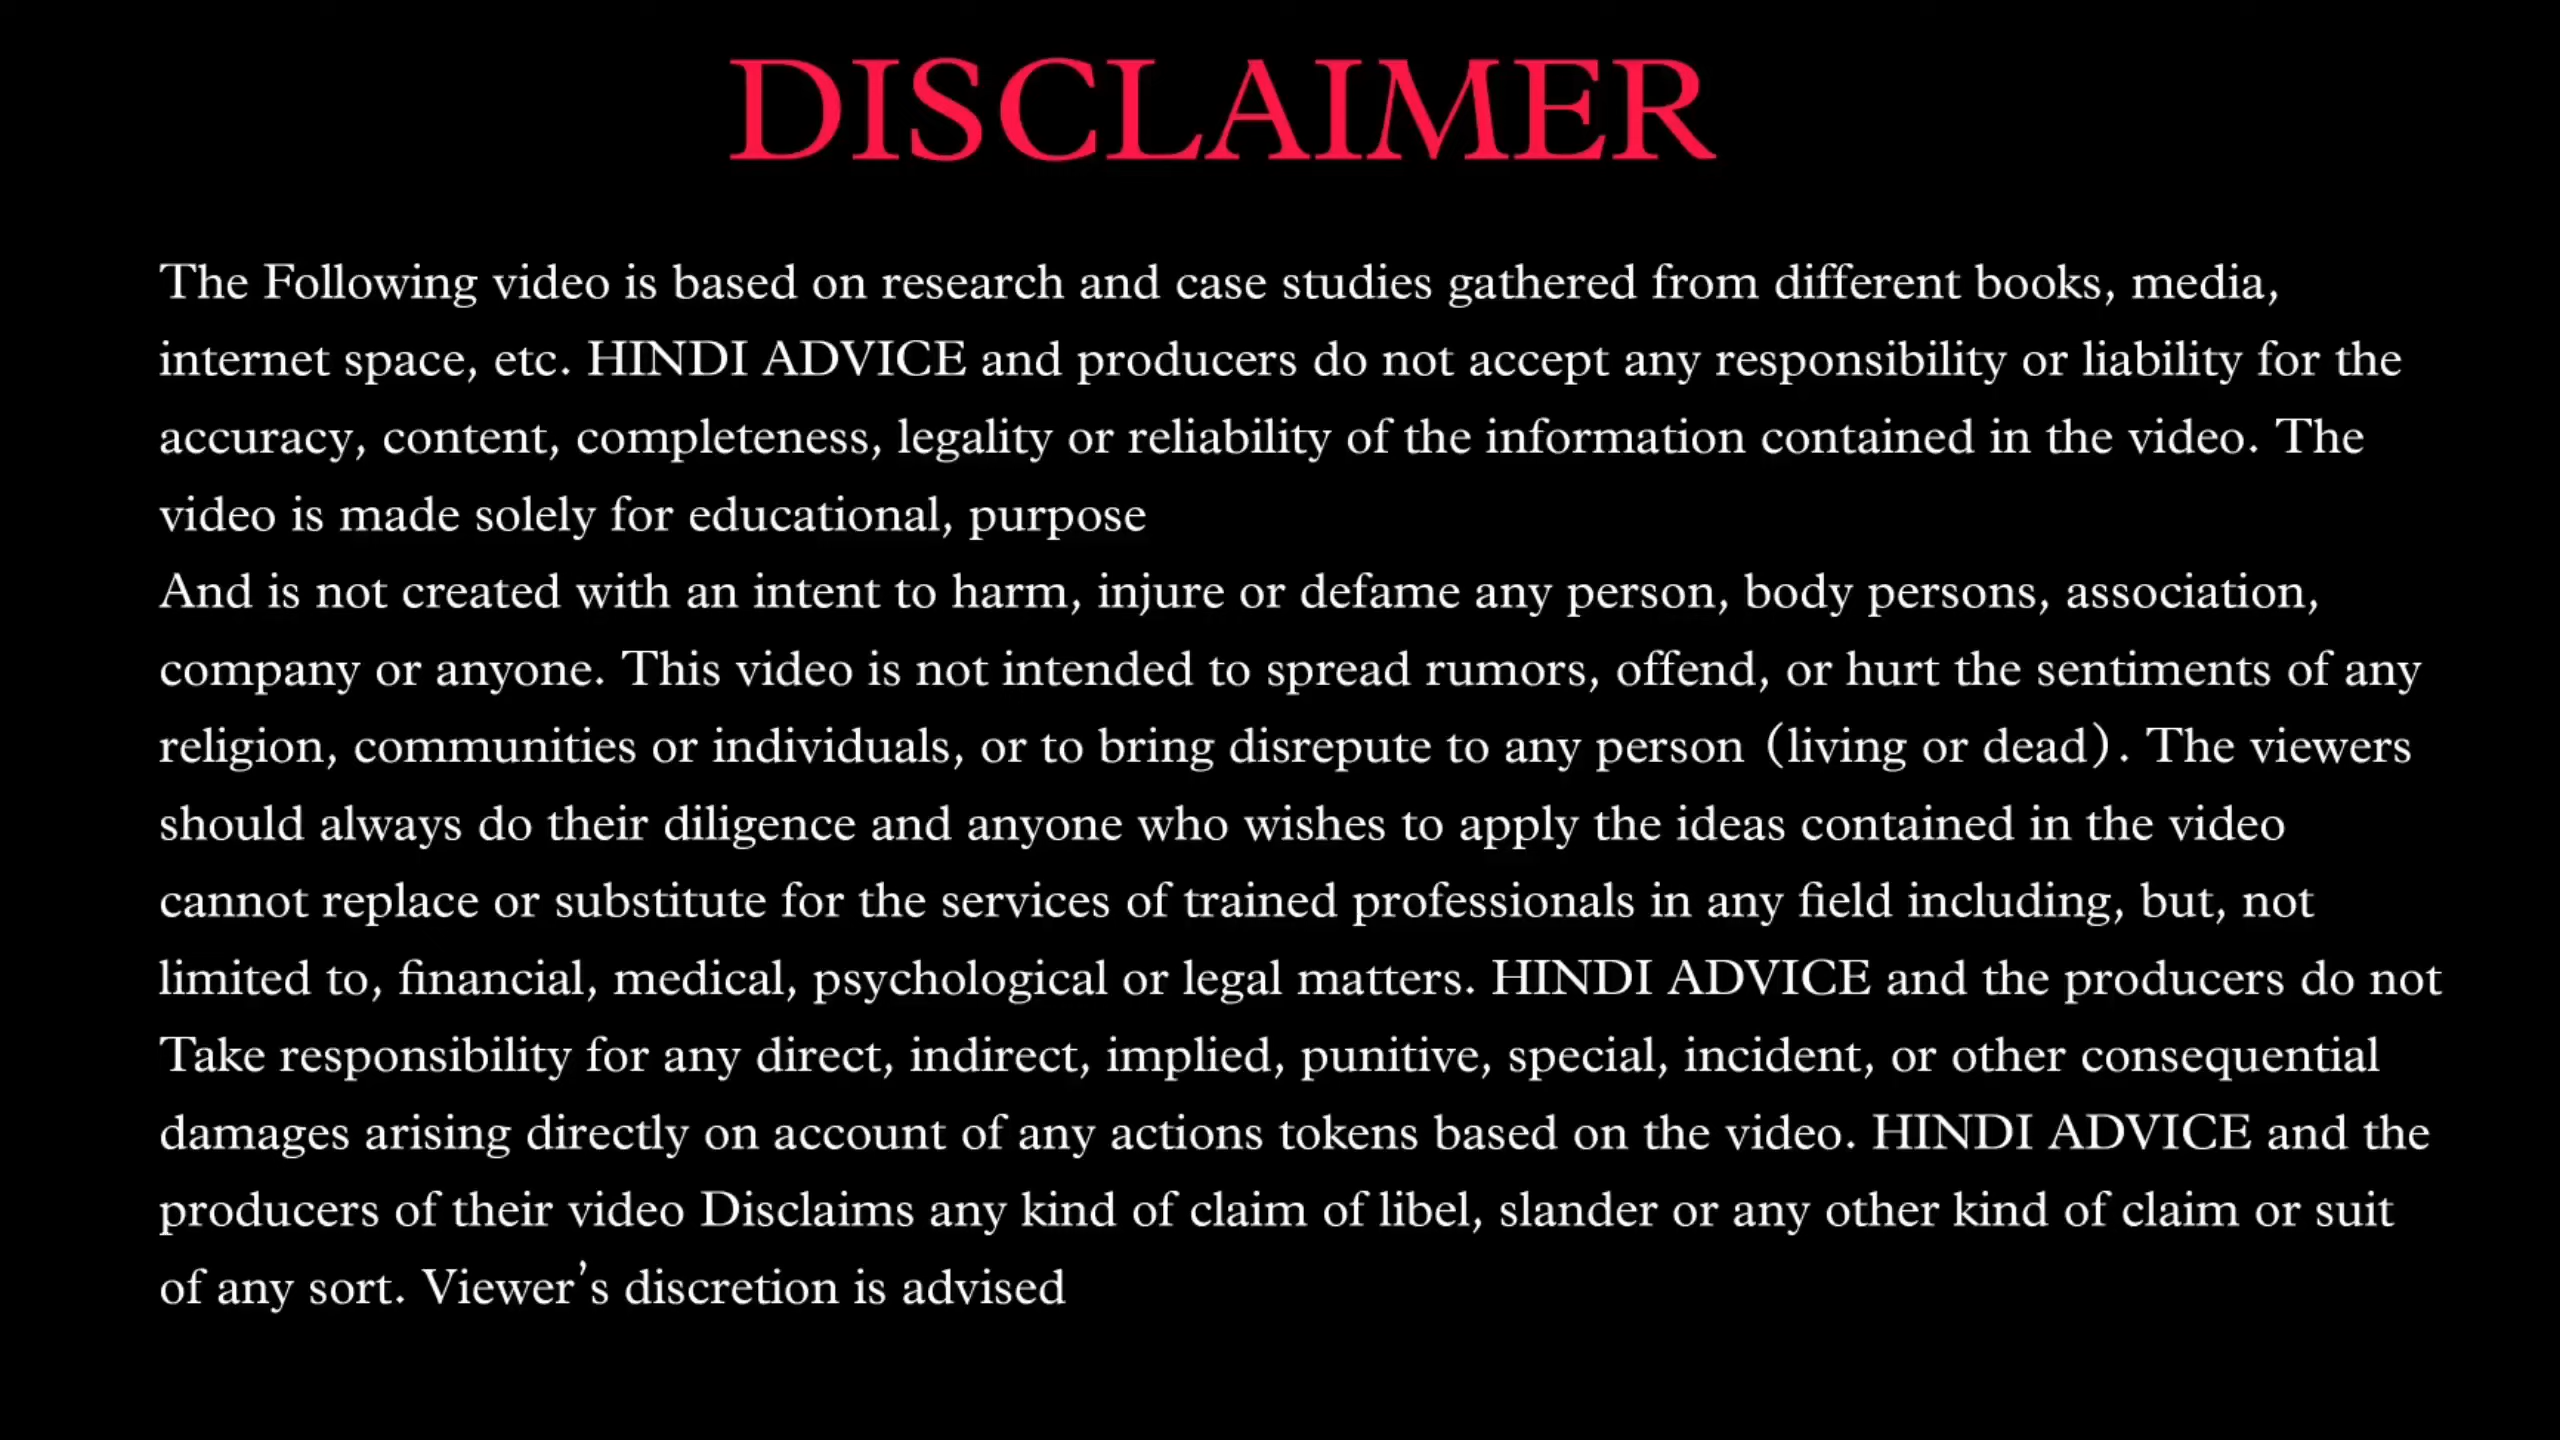 DISCLAIMER
The Following video is based on research and case studies gathered from different books, media,
internet space, etc. HINDI ADVICE and producers do not accept any responsibility or liability for the
accuracy, content, completeness, legality or reliability of the information contained in the video. The
video is made solely for educational, purpose
And is not created with an intent to harm, injure or defame any person, body persons, association,
company or anyone. This video is not intended to spread rumors, offend, or hurt the sentiments of any
religion, communities or individuals, or to bring disrepute to any person (living or dead). The viewers
should always do their diligence and anyone who wishes to apply the ideas contained in the video
cannot replace or substitute for the services of trained professionals in any field including, but, not
limited to, financial, medical, psychological or legal matters. HINDI ADVICE and the producers do not
Take responsibility for any direct, indirect, implied, punitive, special, incident, or other consequential
damages arising directly on account of any actions tokens based on the video. HINDI ADVICE and the
producers of their video Disclaims any kind of claim of libel, slander or any other kind of claim or suit
of any sort. Viewer's discretion is advised